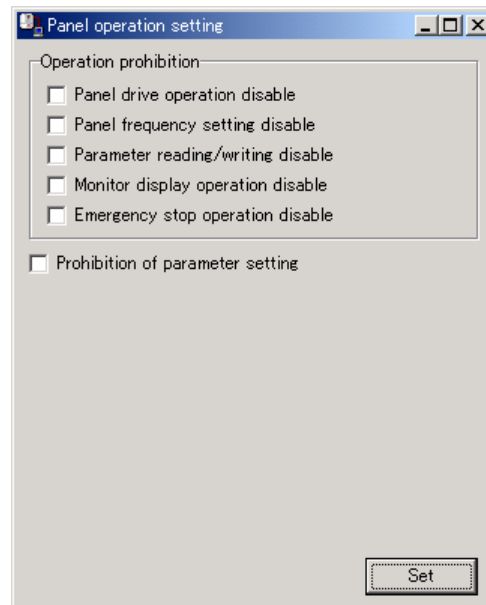 Panel operation setting
Operation prohibition
Panel drive operation disable
Panel frequency setting disable
Parameter reading/writing disable
Monitor display operation disable
Emergency stop operation disable
Prohibition of parameter setting
Set